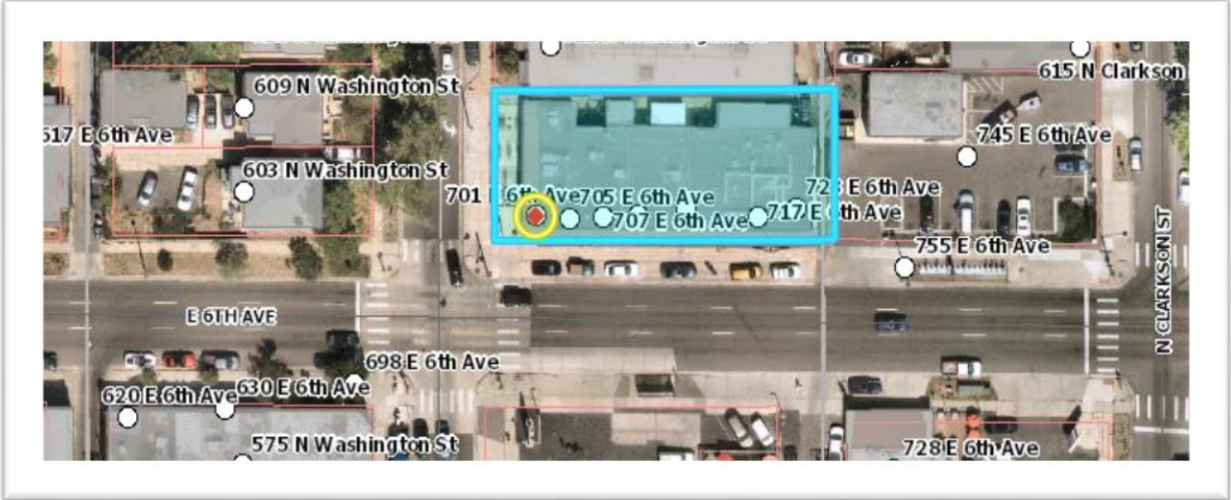 615 N Clarkson
609 N Washington St
617 E 6th Ave
745 E 6th Ave
603 N Washington St
701 E 6th Ave
705 E 6th Ave
723 E 6th Ave
707 E 6th Ave
717 E 6th Ave
755 E 6th Ave
N CLARKSON ST
E 6TH AVE
698 E 6th Ave
620 E 6th Ave
630 E 6th Ave
575 N Washington St
728 E 6th Ave